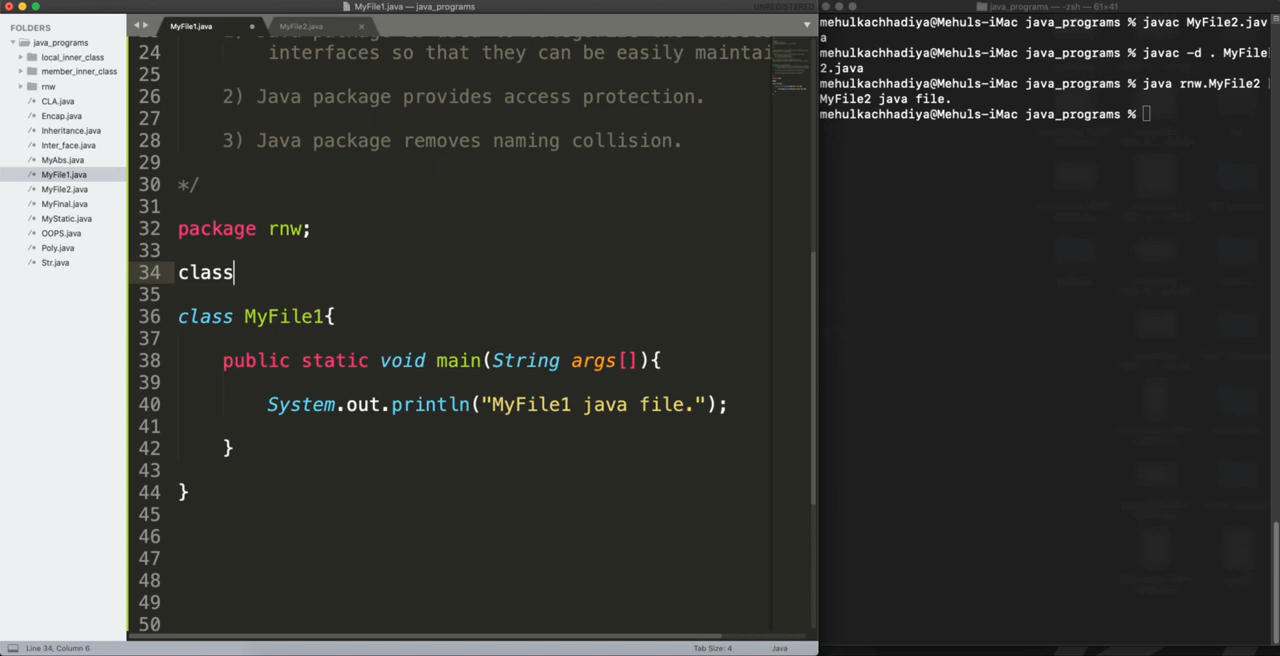 MyFile1.java — java_programs
UNREGISTERED
java_programs — -zsh — 61×41
FOLDERS
java_programs
local_inner_class
member_inner_class
rnw
CLA.java
Encap.java
Inheritance.java
Inter_face.java
MyAbs.java
MyFile1.java
MyFile2.java
MyFinal.java
MyStatic.java
OOPS.java
Poly.java
Str.java
MyFile1.java
MyFile2.java
24 interfaces so that they can be easily maintai
25
26 2) Java package provides access protection.
27
28 3) Java package removes naming collision.
29
30 */
31
32 package rnw;
33
34 class
35
36 class MyFile1{
37
38 public static void main(String args[]){
39
40 System.out.println("MyFile1 java file.");
41
42 }
43
44 }
45
46
47
48
49
50
Line 34, Column 6
Tab Size: 4
Java
mehulkachhadiya@Mehuls-iMac java_programs % javac MyFile2.jav
a
mehulkachhadiya@Mehuls-iMac java_programs % javac -d . MyFile
2.java
mehulkachhadiya@Mehuls-iMac java_programs % java rnw.MyFile2
MyFile2 java file.
mehulkachhadiya@Mehuls-iMac java_programs %